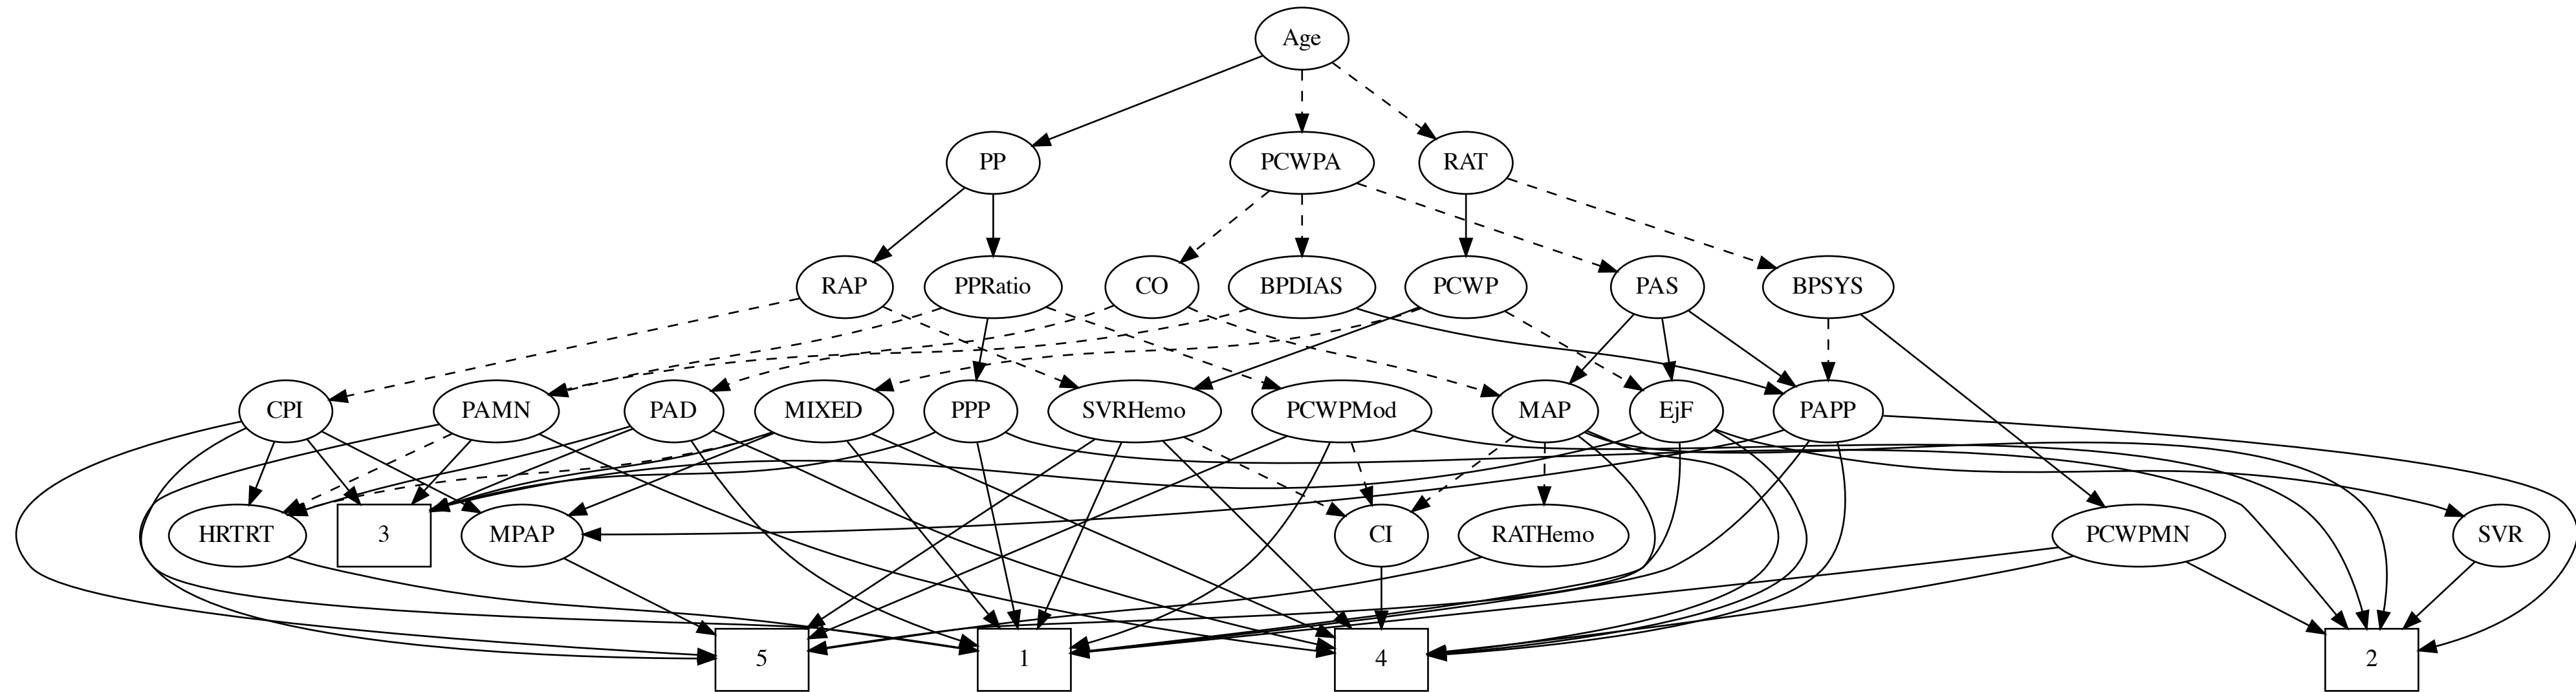 Age
PP
PCWPA
RAT
RAP
PPRatio
CO
BPDIAS
PCWP
PAS
BPSYS
CPI
PAMN
PAD
MIXED
PPP
SVRHemo
PCWPMod
MAP
EjF
PAPP
HRTRT
3
MPAP
CI
RATHemo
PCWPMN
SVR
5
1
4
2